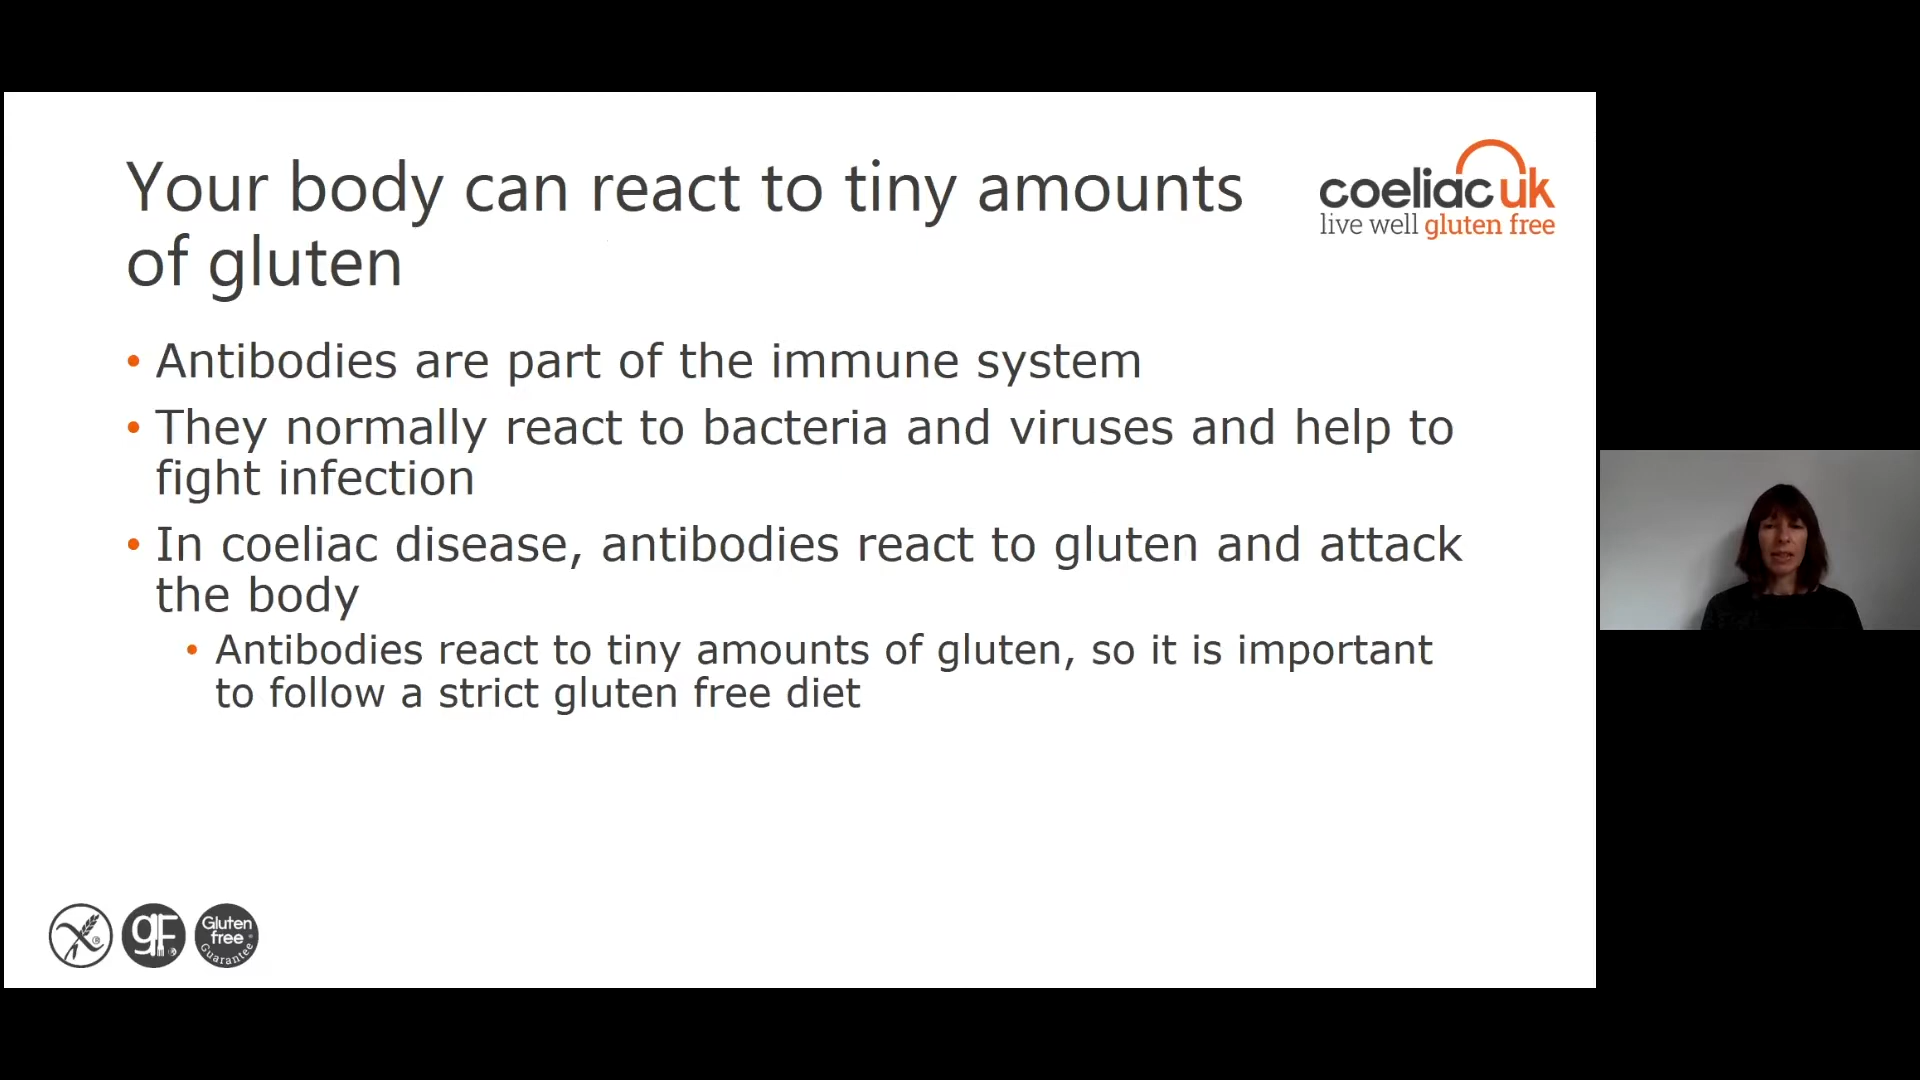 Your body can react to tiny amounts
of gluten
coeliac uk
live well gluten free
• Antibodies are part of the immune system
• They normally react to bacteria and viruses and help to
fight infection
• In coeliac disease, antibodies react to gluten and attack
the body
• Antibodies react to tiny amounts of gluten, so it is important
to follow a strict gluten free diet
gF
Gluten
free
Guarantee